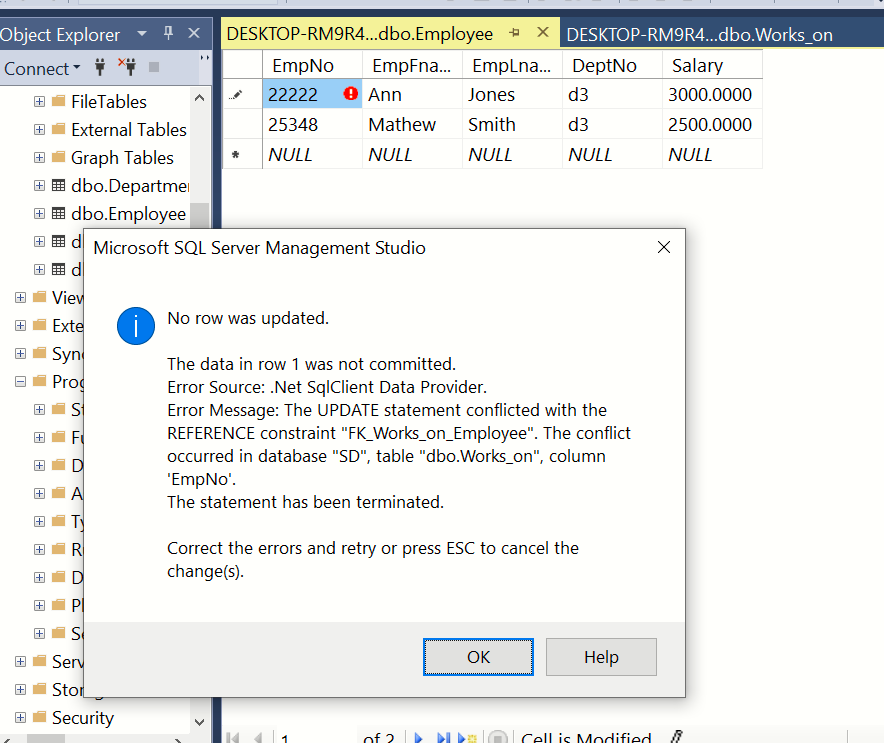 Object Explorer
DESKTOP-RM9R4...dbo.Employee
DESKTOP-RM9R4...dbo.Works_on
Connect
EmpNo EmpFna... EmpLna... DeptNo Salary
22222 Ann Jones d3 3000.0000
25348 Mathew Smith d3 2500.0000
NULL NULL NULL NULL NULL
FileTables
External Tables
Graph Tables
dbo.Departme
dbo.Employee
d
d
View
Exte
Syn
Prog
St
Fu
D
A
Ty
Ru
D
Pl
Se
Serv
Stor
Security
Microsoft SQL Server Management Studio
No row was updated.
The data in row 1 was not committed.
Error Source: .Net SqlClient Data Provider.
Error Message: The UPDATE statement conflicted with the
REFERENCE constraint "FK_Works_on_Employee". The conflict
occurred in database "SD", table "dbo.Works_on", column
'EmpNo'.
The statement has been terminated.
Correct the errors and retry or press ESC to cancel the
change(s).
OK
Help
1 of 2 Cell is Modified